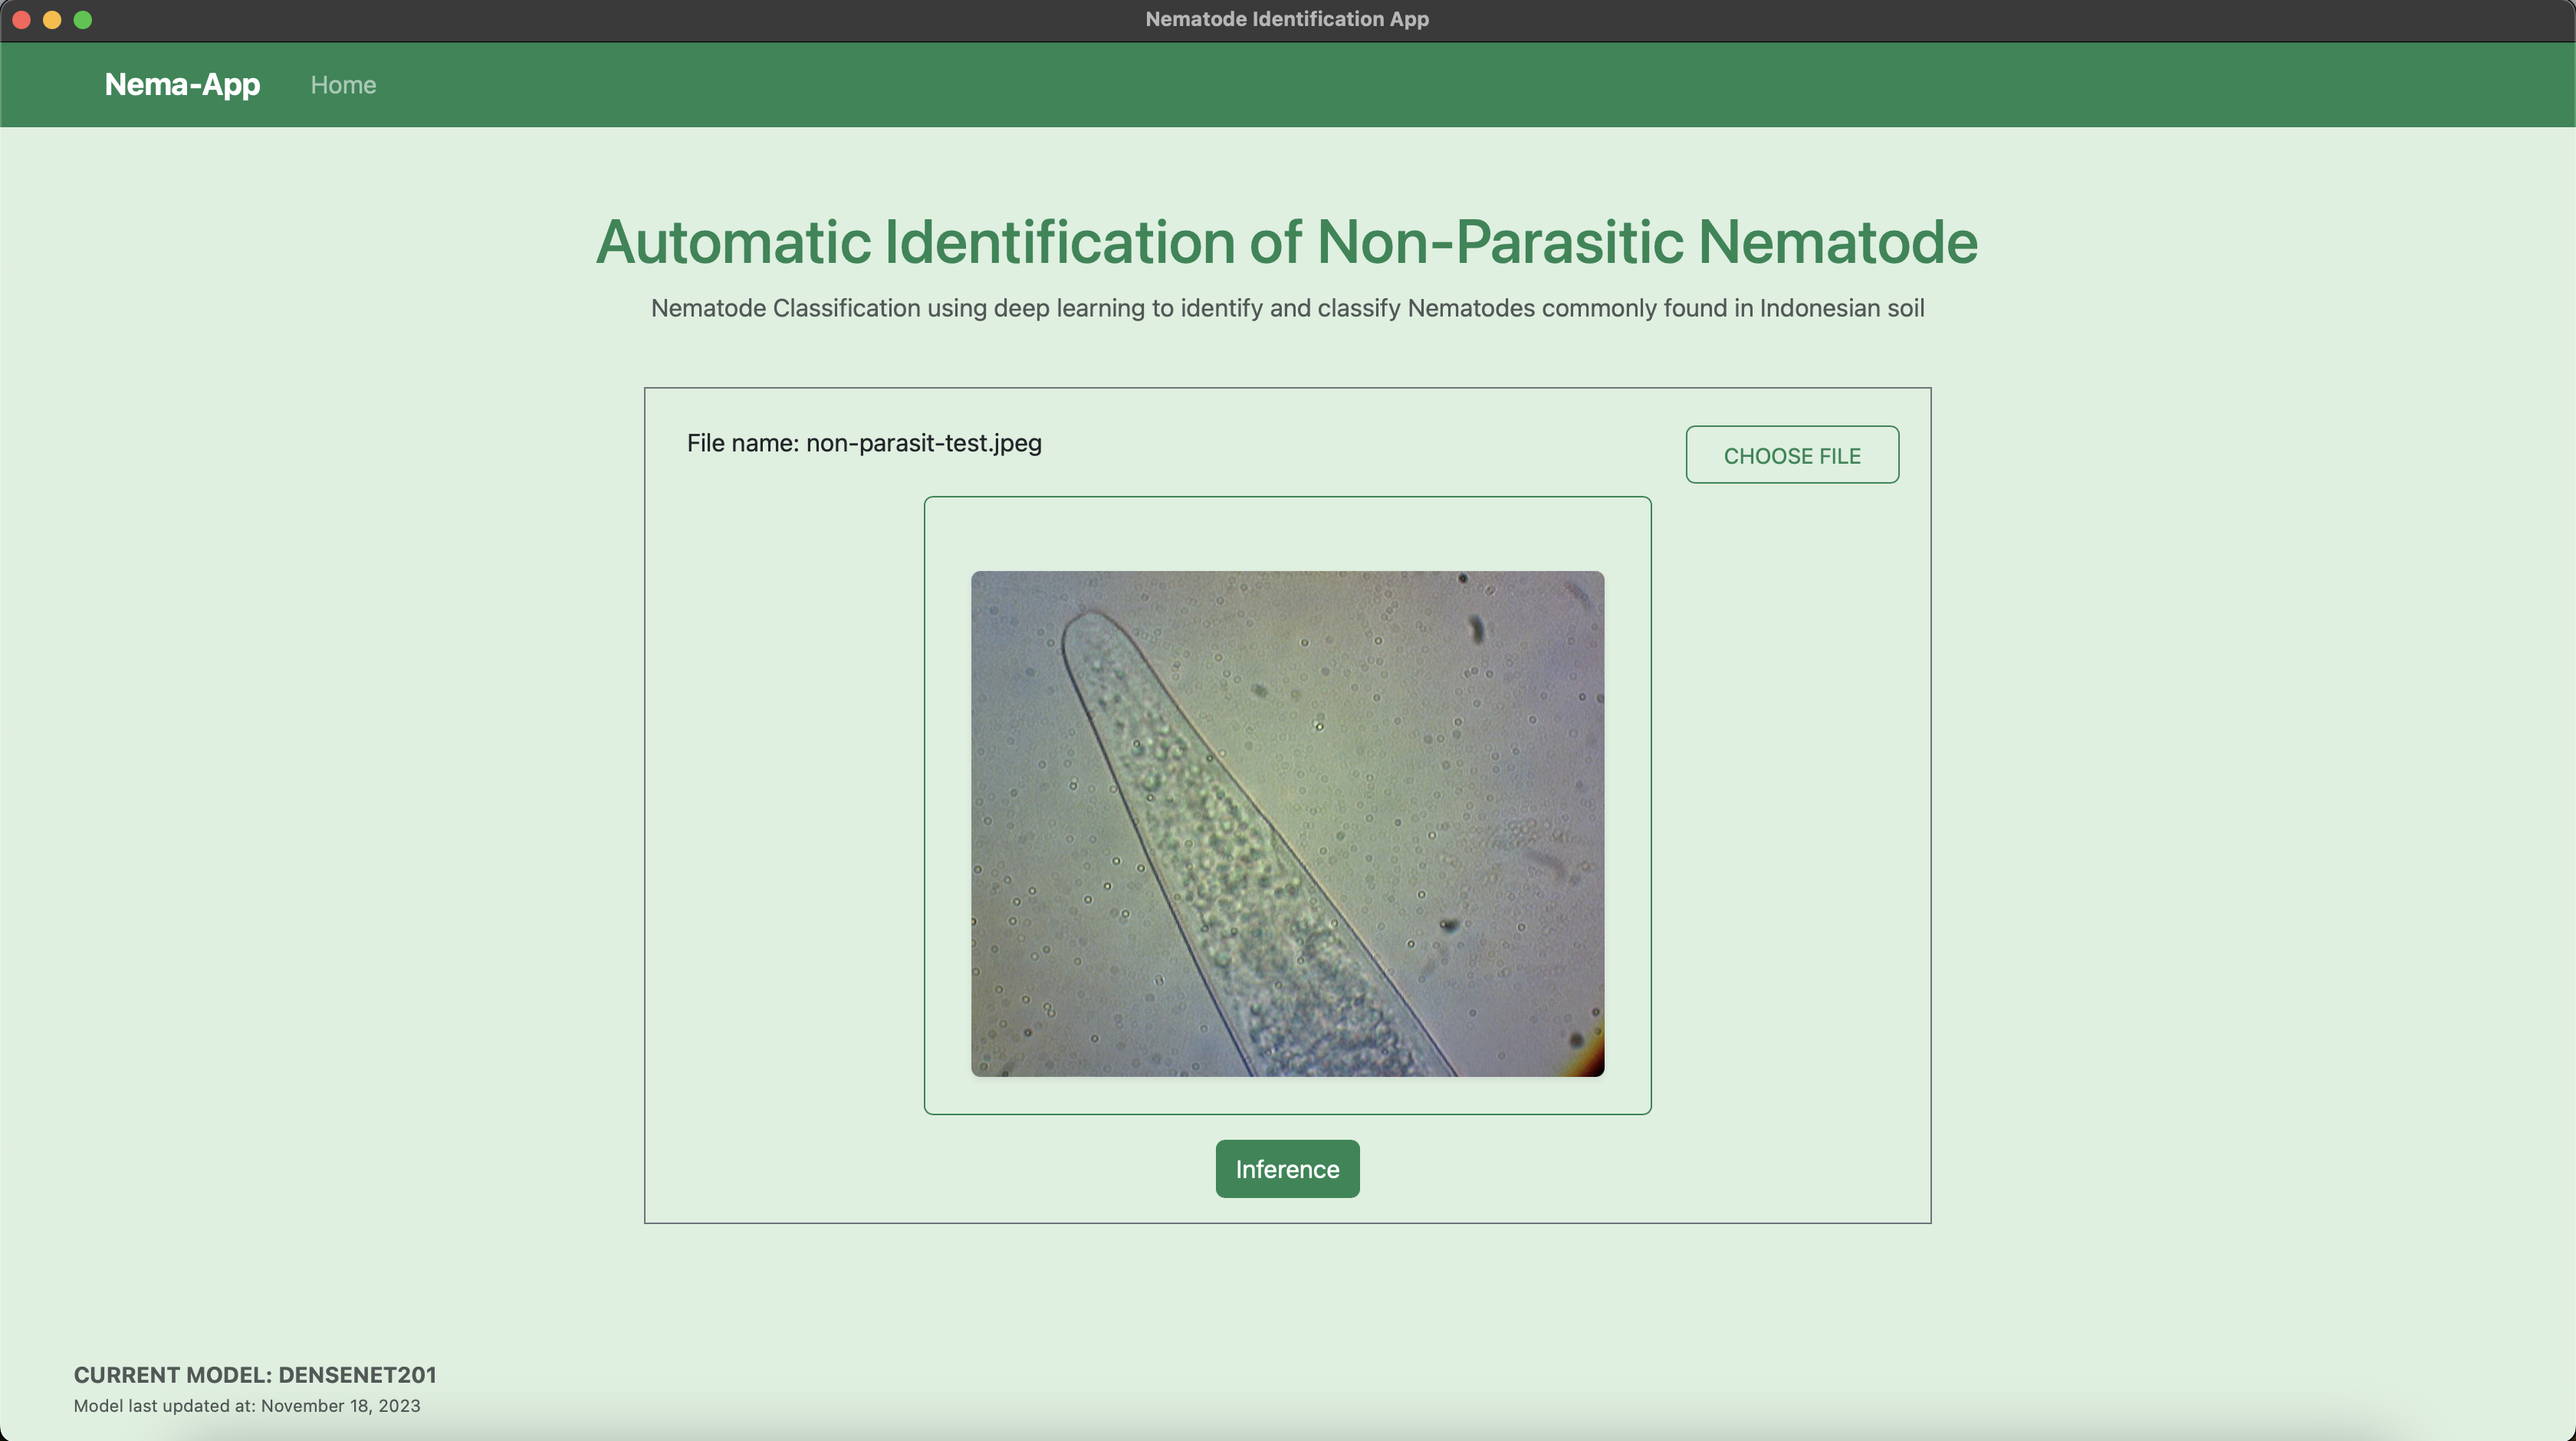 Nematode Identification App
Nema-App Home
Automatic Identification of Non-Parasitic Nematode
Nematode Classification using deep learning to identify and classify Nematodes commonly found in Indonesian soil
File name: non-parasit-test.jpeg
CHOOSE FILE
Inference
CURRENT MODEL: DENSENET201
Model last updated at: November 18, 2023